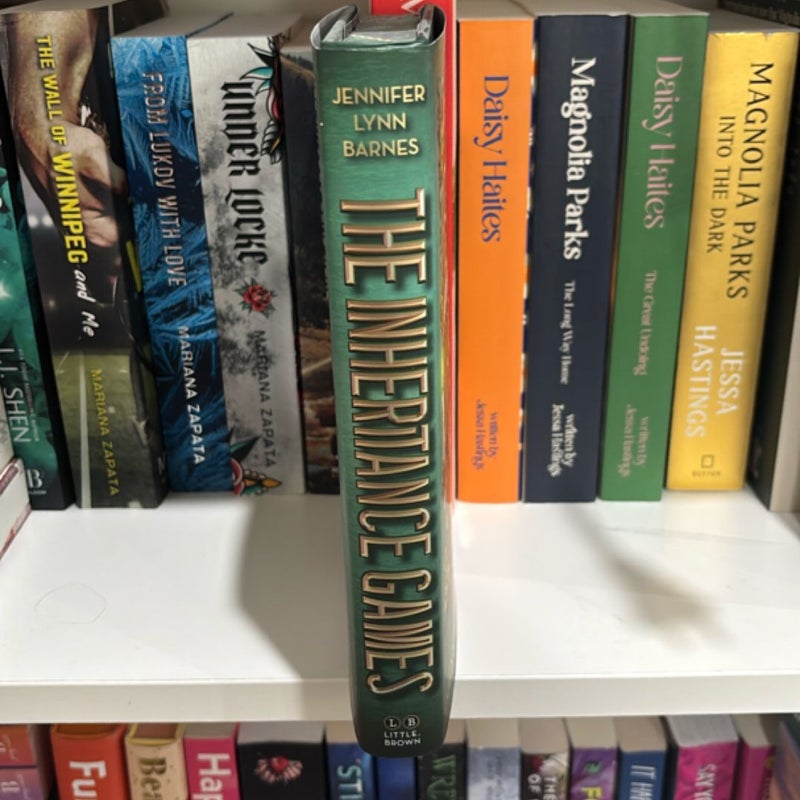 L.J. SHEN
THE WALL OF WINNIPEG and Me
MARIANA ZAPATA
FROM LUKOV WITH LOVE
MARIANA ZAPATA
UNDER LOCKE
MARIANA ZAPATA
JENNIFER
LYNN
BARNES
THE INHERITANCE GAMES
L B
LITTLE,
BROWN
Daisy Haites
written by
Jessa Hastings
Magnolia Parks
The Long Way Home
written by
Jessa Hastings
Daisy Haites
The Great Undoing
written by
Jessa Hastings
MAGNOLIA PARKS
INTO THE DARK
JESSA
HASTINGS